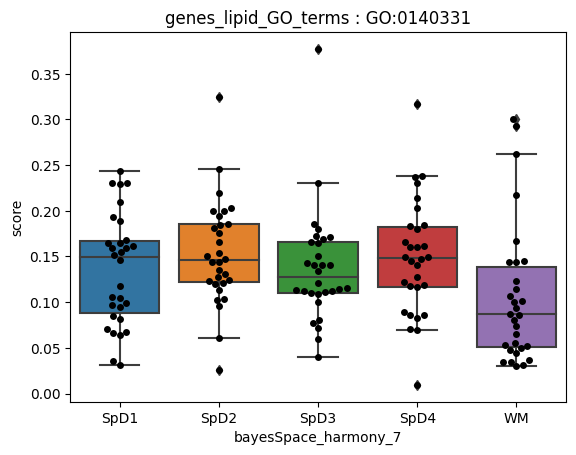 genes_lipid_GO_terms : GO:0140331
score
0.35
0.30
0.25
0.20
0.15
0.10
0.05
0.00
SpD1 SpD2 SpD3 SpD4 WM
bayesSpace_harmony_7